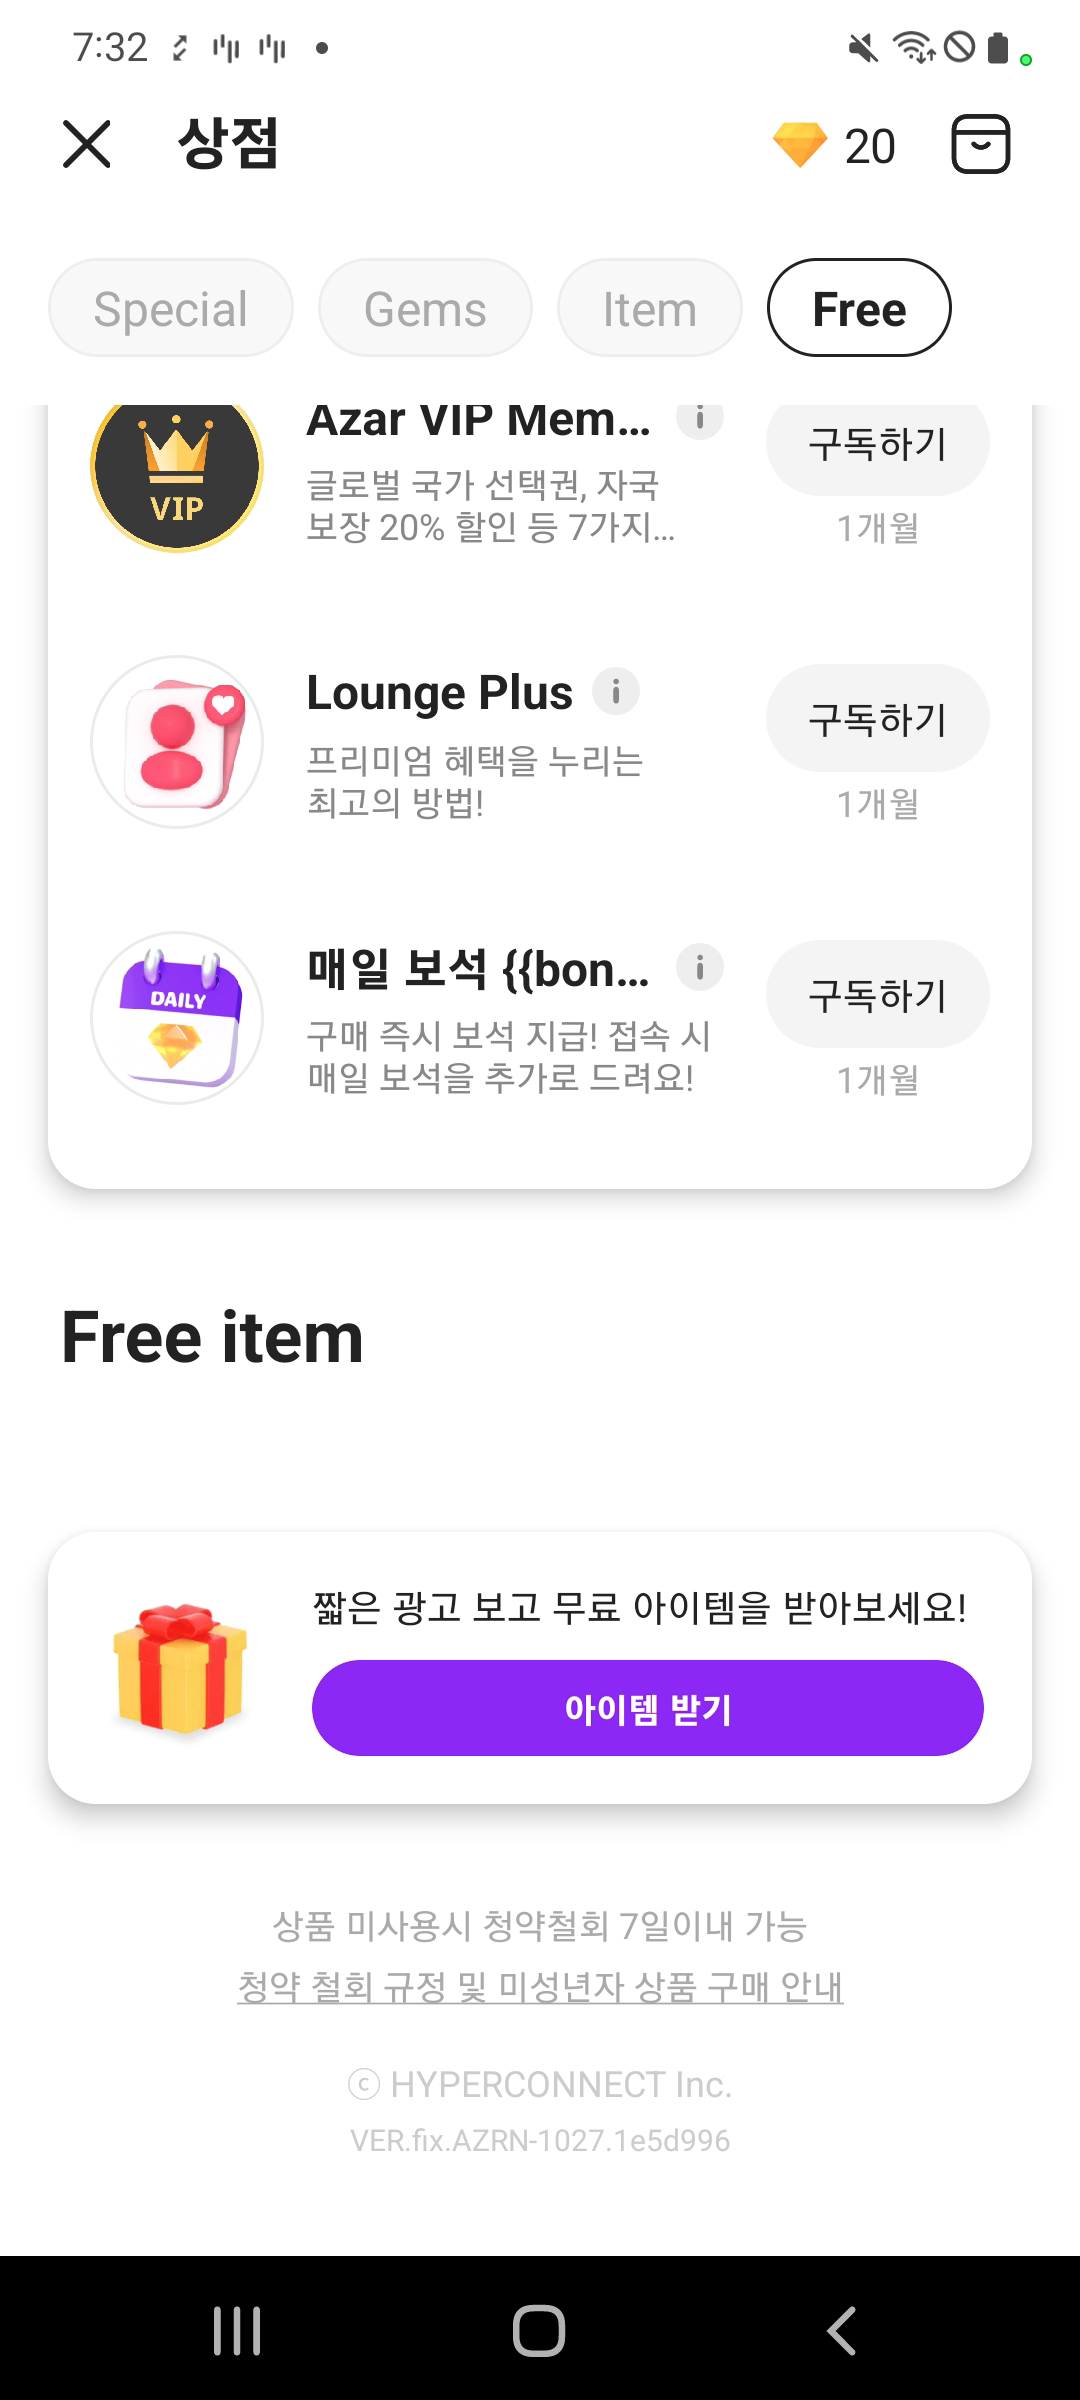 7:32
상점
20
Special
Gems
Item
Free
Azar VIP Mem...
구독하기
글로벌 국가 선택권, 자국
보장 20% 할인 등 7가지...
1개월
VIP
Lounge Plus
i
구독하기
프리미엄 혜택을 누리는
최고의 방법!
1개월
매일 보석 {{bon...
i
구독하기
DAILY
구매 즉시 보석 지급! 접속 시
매일 보석을 추가로 드려요!
1개월
Free item
짧은 광고 보고 무료 아이템을 받아보세요!
아이템 받기
상품 미사용시 청약철회 7일이내 가능
청약 철회 규정 및 미성년자 상품 구매 안내
ⓒ HYPERCONNECT Inc.
VER.fix.AZRN-1027.1e5d996